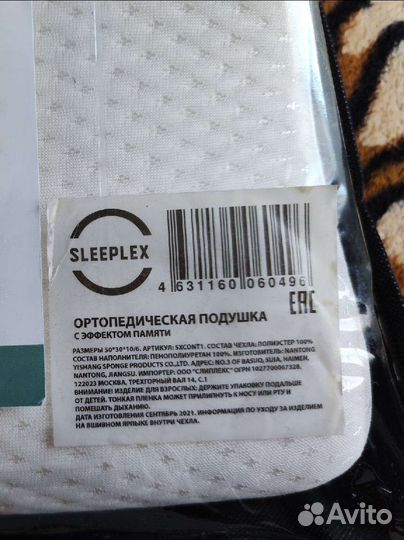 SLEEPLEX
4 631160 060496
EAC
ОРТОПЕДИЧЕСКАЯ ПОДУШКА
С ЭФФЕКТОМ ПАМЯТИ
РАЗМЕРЫ 50*30*10/6. АРТИКУЛ: SXCONT1. СОСТАВ ЧЕХЛА: ПОЛИЭСТЕР 100%
СОСТАВ НАПОЛНИТЕЛЯ: ПЕНОПОЛИУРЕТАН 100%. ИЗГОТОВИТЕЛЬ: NANTONG
YISHANG SPONGE PRODUCTS CO.,LTD. АДРЕС: NO.3 OF BASUO, SIJIA, HAIMEN,
NANTONG, JIANGSU. ИМПОРТЕР: ООО "СЛИПЛЕКС" ОГРН 1027700067328,
122023 МОСКВА, ТРЕХГОРНЫЙ ВАЛ 14, С.1
ВНИМАНИЕ! ИЗДЕЛИЕ ДЛЯ ВЗРОСЛЫХ. ДЕРЖИТЕ УПАКОВКУ ПОДАЛЬШЕ
ОТ ДЕТЕЙ. ТОНКАЯ ПЛЕНКА МОЖЕТ ПРИЛИПНУТЬ К НОСУ ИЛИ РТУ И
ПОМЕШАТЬ ДЫХАНИЮ.
ДАТА ИЗГОТОВЛЕНИЯ СЕНТЯБРЬ 2021. ИНФОРМАЦИЯ ПО УХОДУ ЗА ИЗДЕЛИЕМ
НА ВШИВНОМ ЯРЛЫКЕ ВНУТРИ ЧЕХЛА.
Avito